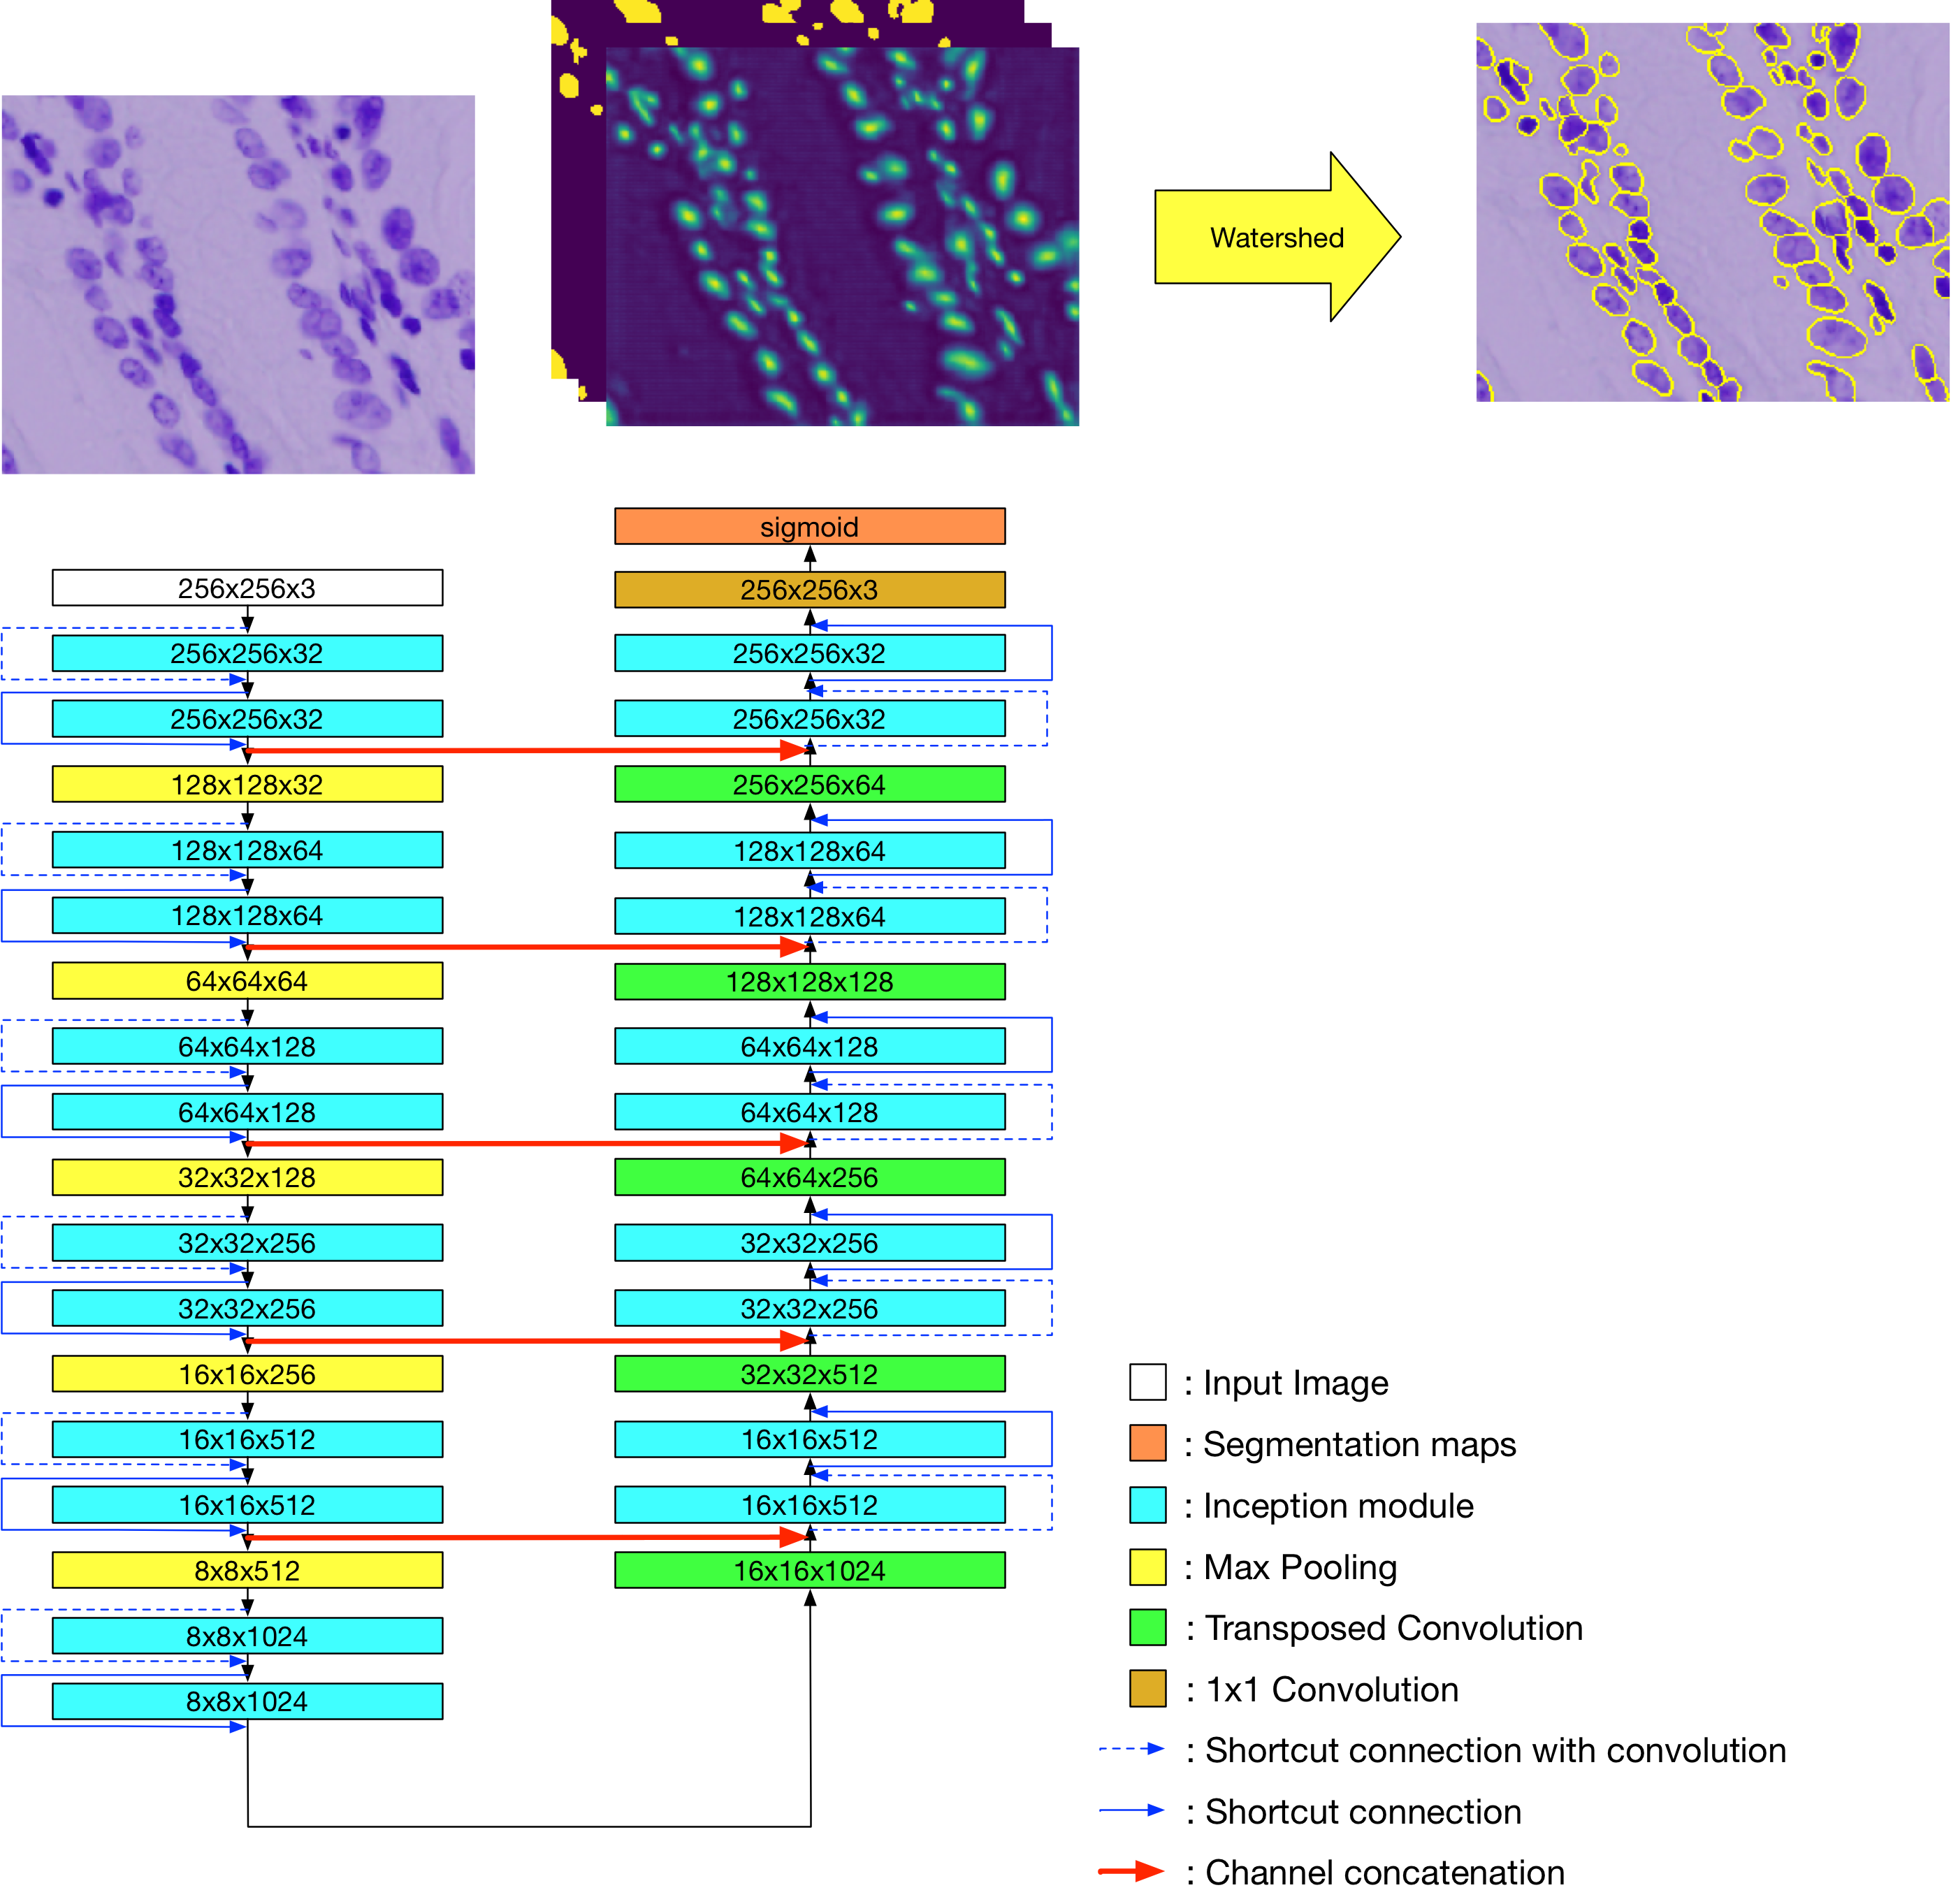 Watershed
256x256x3
256x256x32
256x256x32
128x128x32
128x128x64
128x128x64
64x64x64
64x64x128
64x64x128
32x32x128
32x32x256
32x32x256
16x16x256
16x16x512
16x16x512
8x8x512
8x8x1024
8x8x1024
sigmoid
256x256x3
256x256x32
256x256x32
256x256x64
128x128x64
128x128x64
128x128x128
64x64x128
64x64x128
64x64x256
32x32x256
32x32x256
32x32x512
16x16x512
16x16x512
16x16x1024
: Input Image
: Segmentation maps
: Inception module
: Max Pooling
: Transposed Convolution
: 1x1 Convolution
: Shortcut connection with convolution
: Shortcut connection
: Channel concatenation